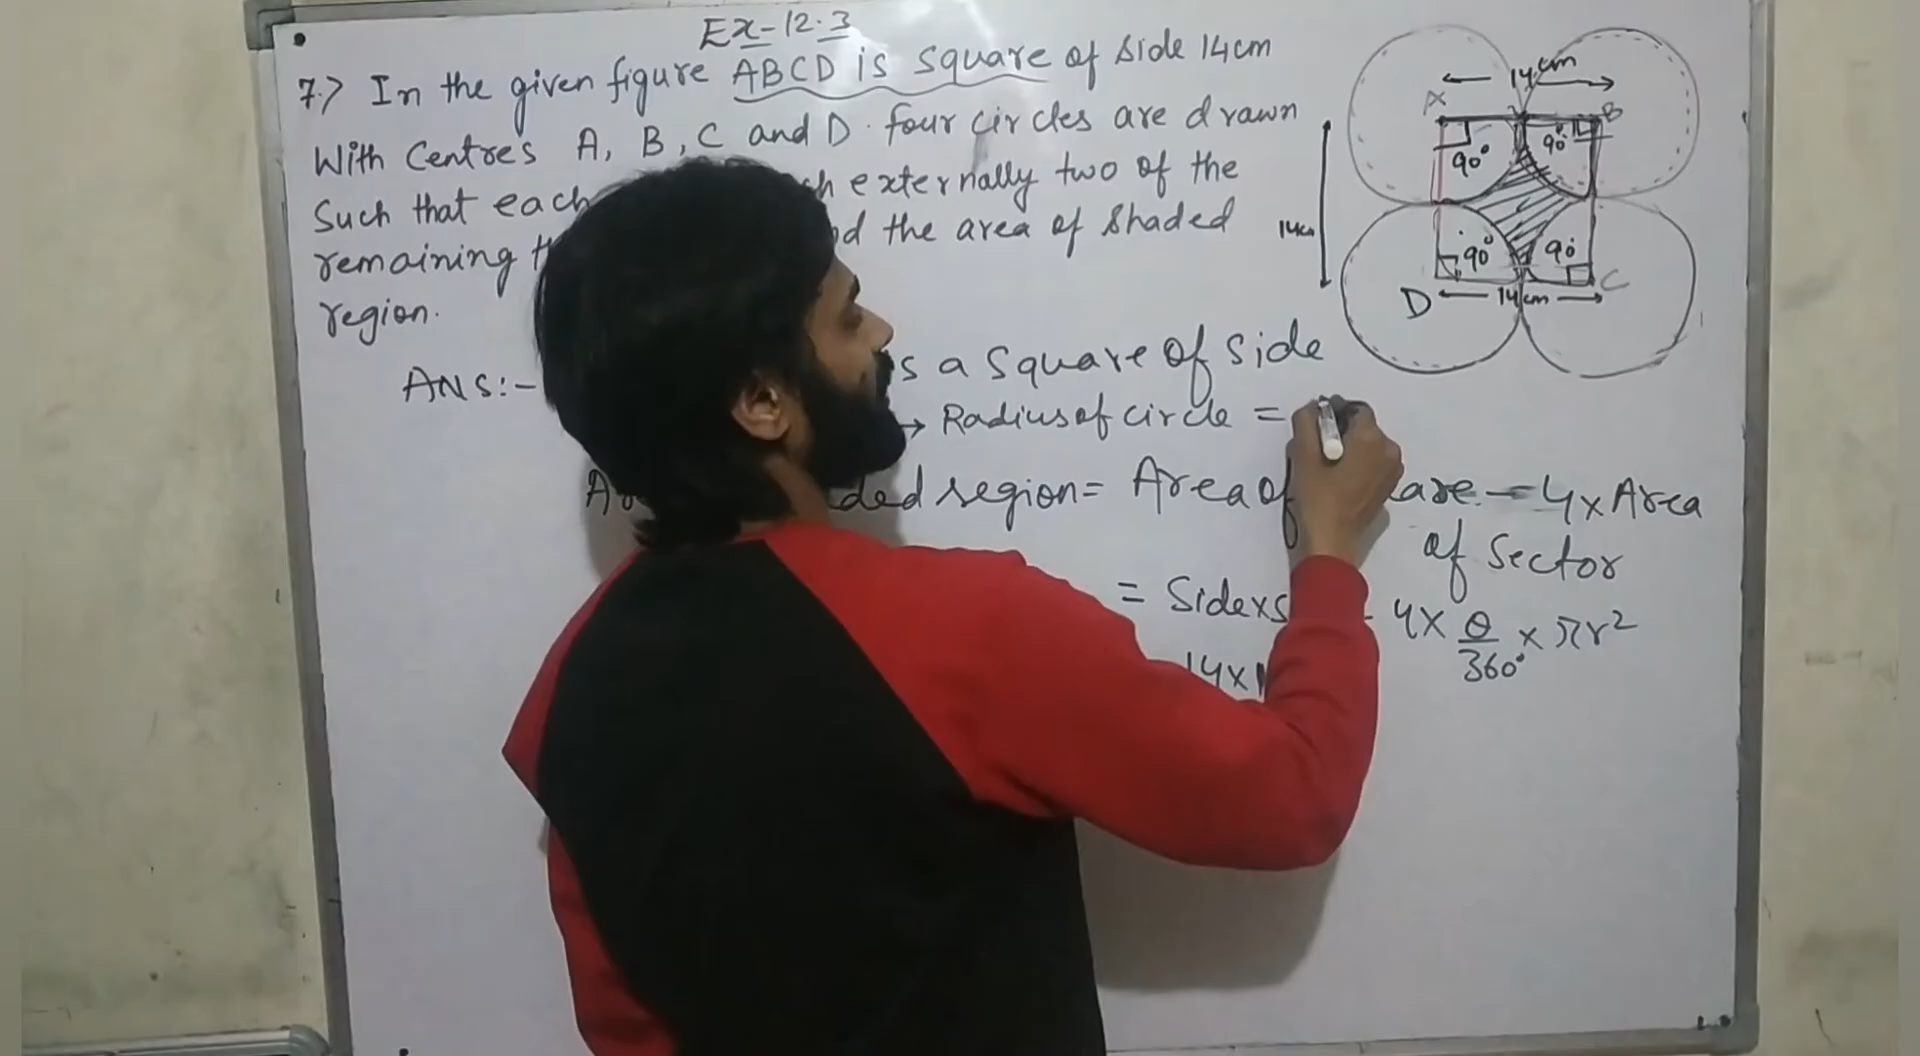 Ex-12.3
7.> In the given figure ABCD is square of side 14cm
With Centres A, B, C and D. four circles are drawn
Such that each externally two of the
remaining the area of shaded
region.
14cm
A B
90° 90°
14cm
90° 90°
D 14cm C
ANS:- a square of side
→ Radius of circle =
region = Area of - 4 x Area
of Sector
= Side x 4 x θ/360° x πr²
14 x